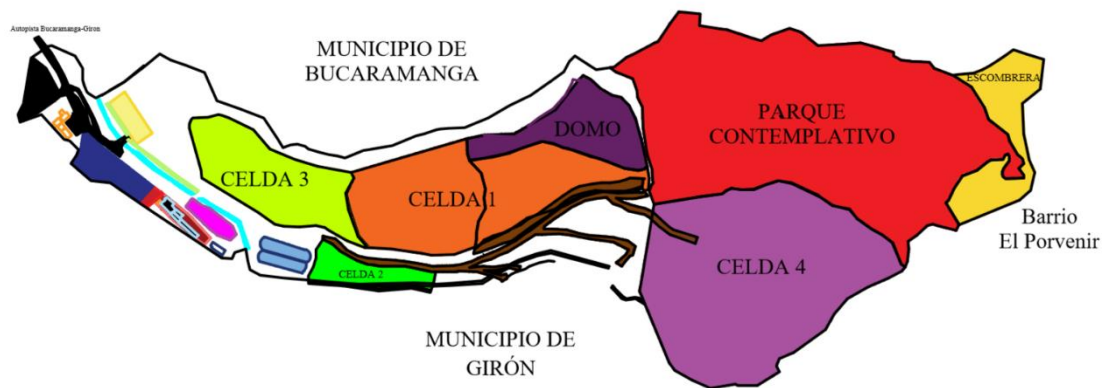 Autopista Bucaramanga-Giron
MUNICIPIO DE
BUCARAMANGA
ESCOMBRERA
PARQUE
CONTEMPLATIVO
DOMO
CELDA 3
CELDA 1
Barrio
El Porvenir
CELDA 4
CELDA 2
MUNICIPIO DE
GIRÓN